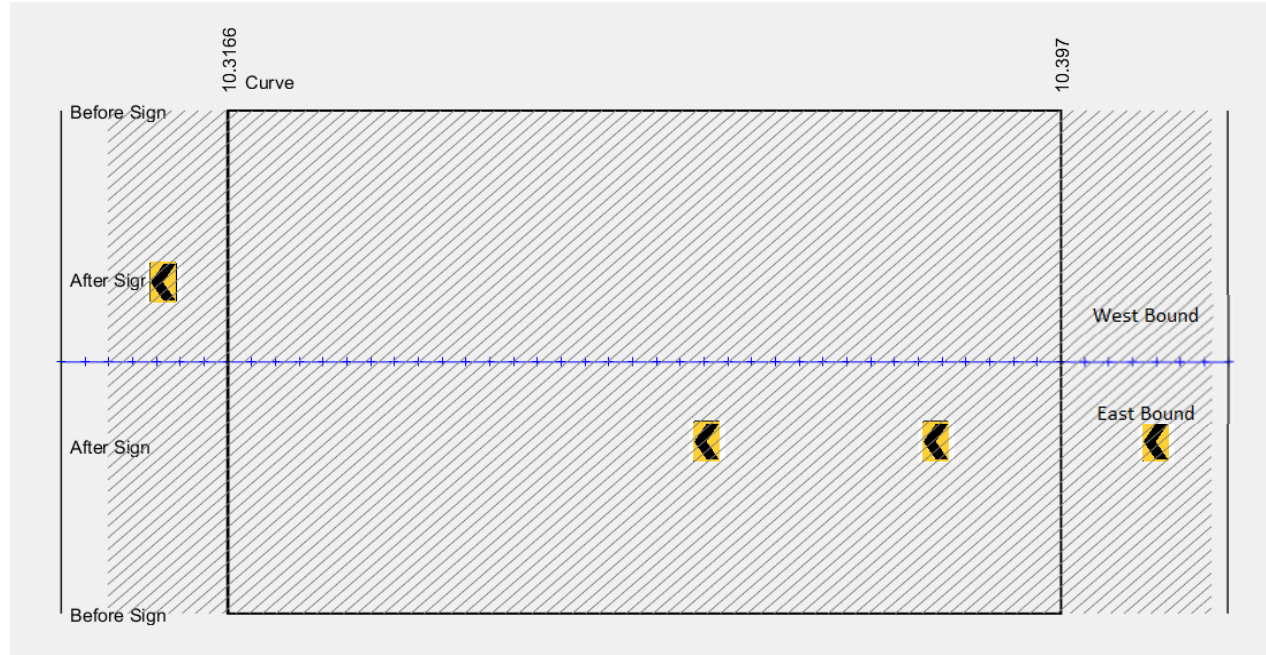 10.3166
10.397
Curve
Before Sign
After Sign
West Bound
East Bound
After Sign
Before Sign